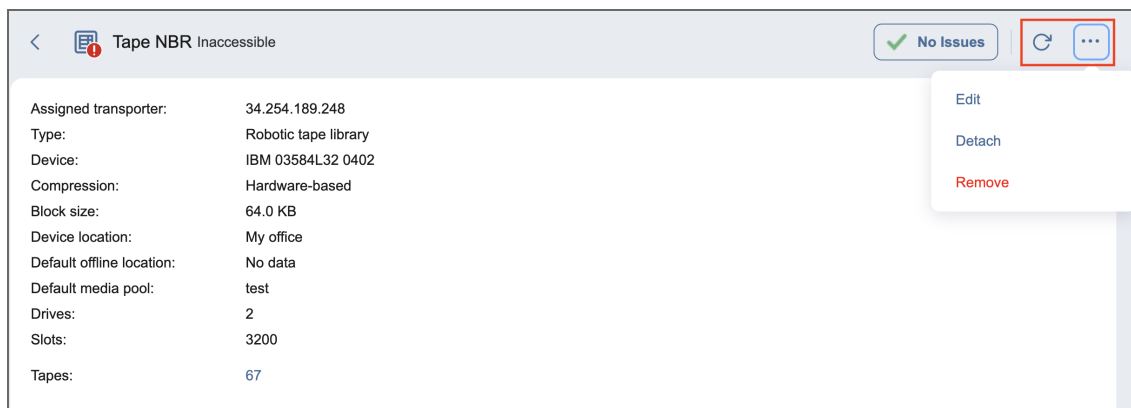 Tape NBR Inaccessible
No Issues
Edit
Detach
Remove
Assigned transporter: 34.254.189.248
Type: Robotic tape library
Device: IBM 03584L32 0402
Compression: Hardware-based
Block size: 64.0 KB
Device location: My office
Default offline location: No data
Default media pool: test
Drives: 2
Slots: 3200
Tapes: 67